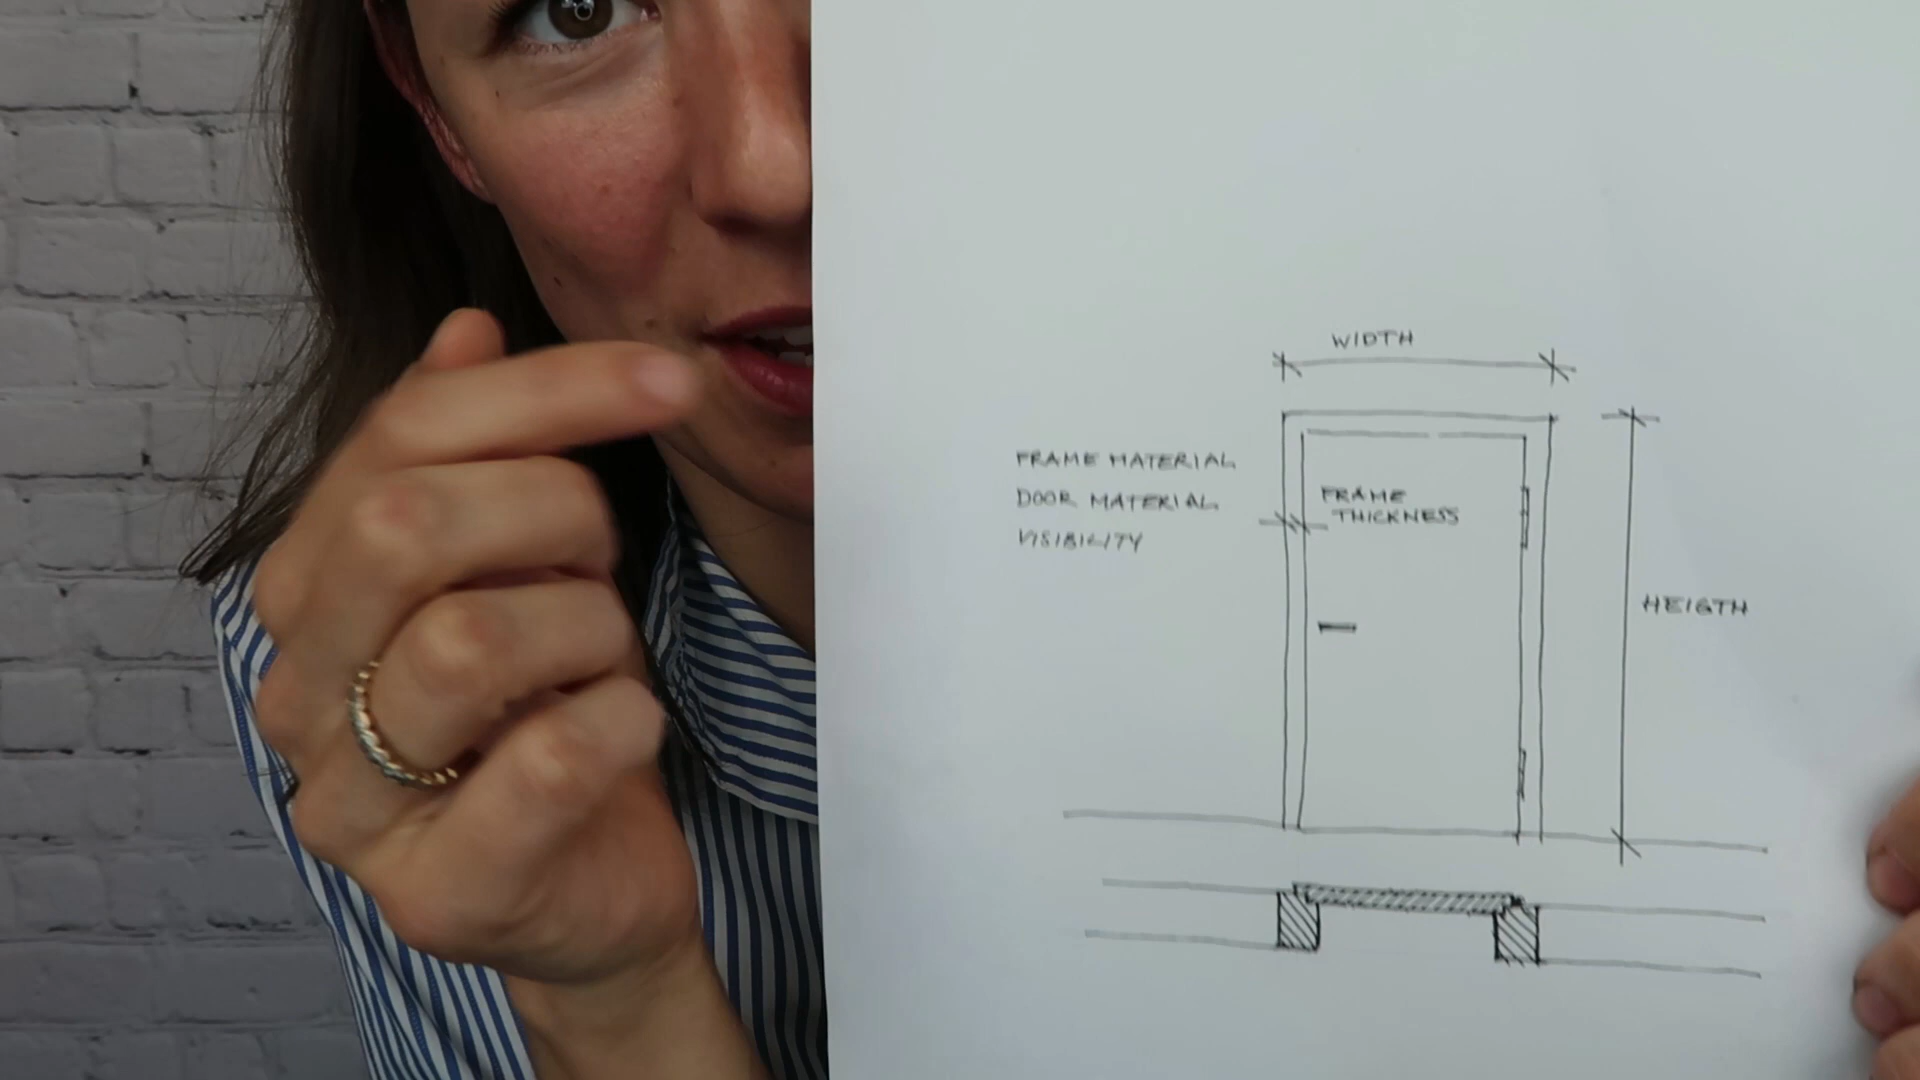 WIDTH
FRAME MATERIAL
DOOR MATERIAL
VISIBILITY
FRAME
THICKNESS
HEIGTH